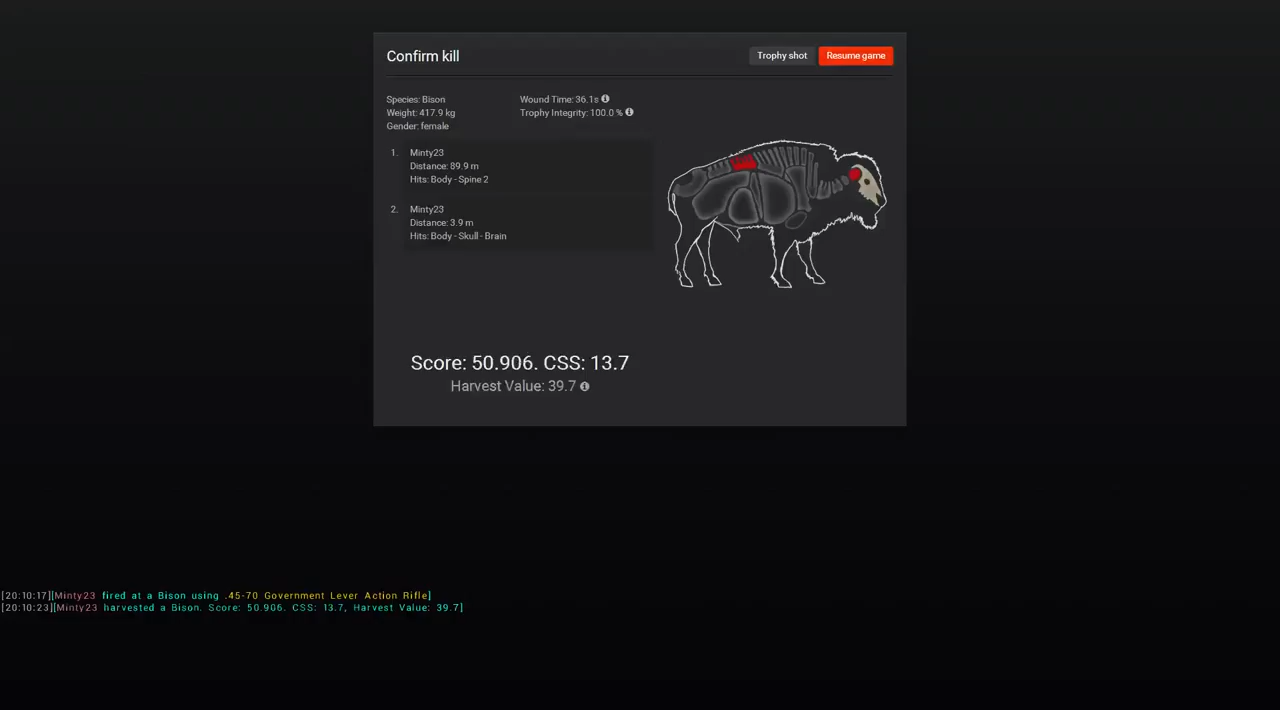 Confirm kill
Trophy shot
Resume game
Species: Bison
Weight: 417.9 kg
Gender: female
Wound Time: 36.1s
Trophy Integrity: 100.0 %
1. Minty23
Distance: 89.9 m
Hits: Body - Spine 2
2. Minty23
Distance: 3.9 m
Hits: Body - Skull - Brain
Score: 50.906. CSS: 13.7
Harvest Value: 39.7
[20:10:17][Minty23 fired at a Bison using .45-70 Government Lever Action Rifle]
[20:10:23][Minty23 harvested a Bison. Score: 50.906. CSS: 13.7, Harvest Value: 39.7]